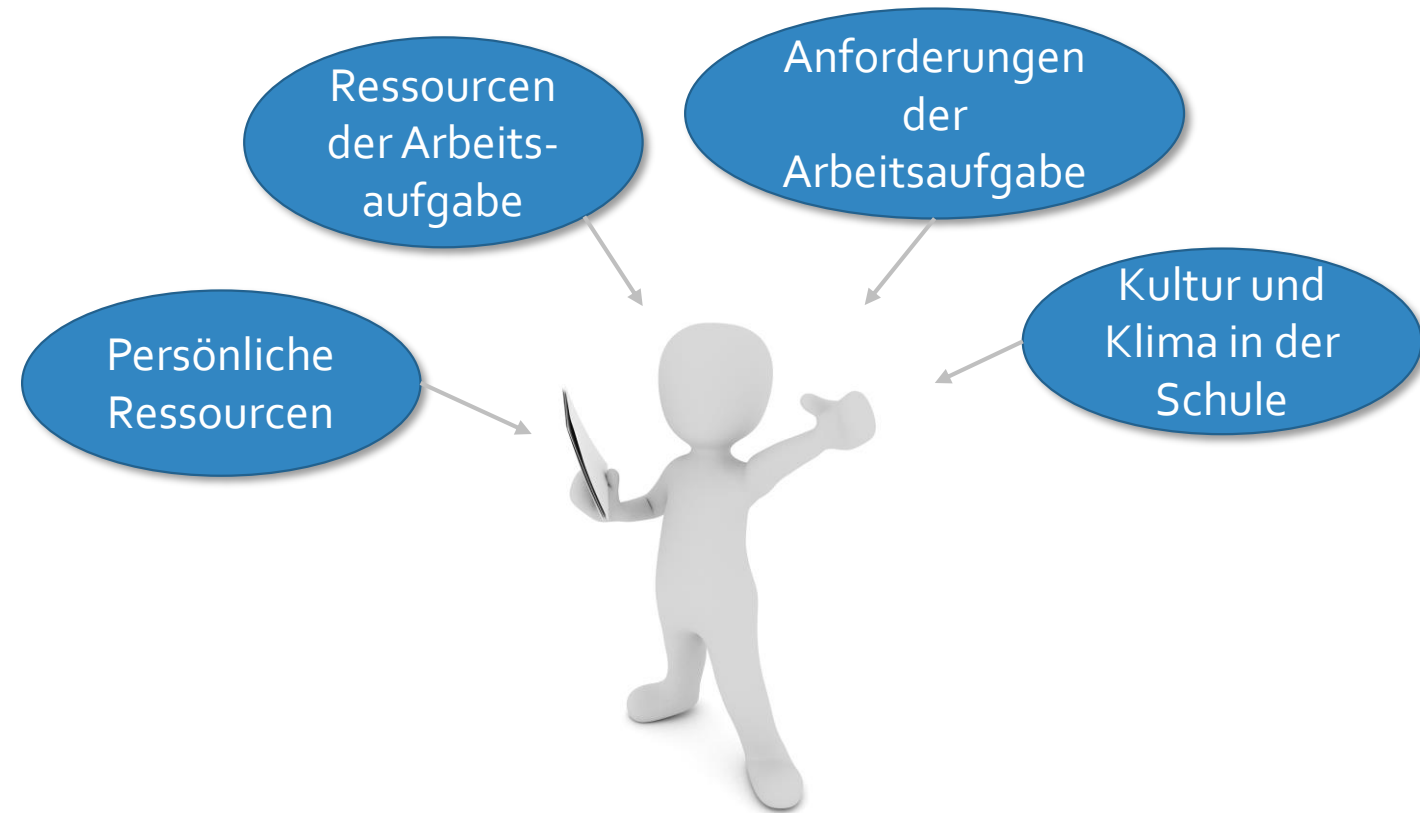 Ressourcen
der Arbeits-
aufgabe
Anforderungen
der
Arbeitsaufgabe
Persönliche
Ressourcen
Kultur und
Klima in der
Schule